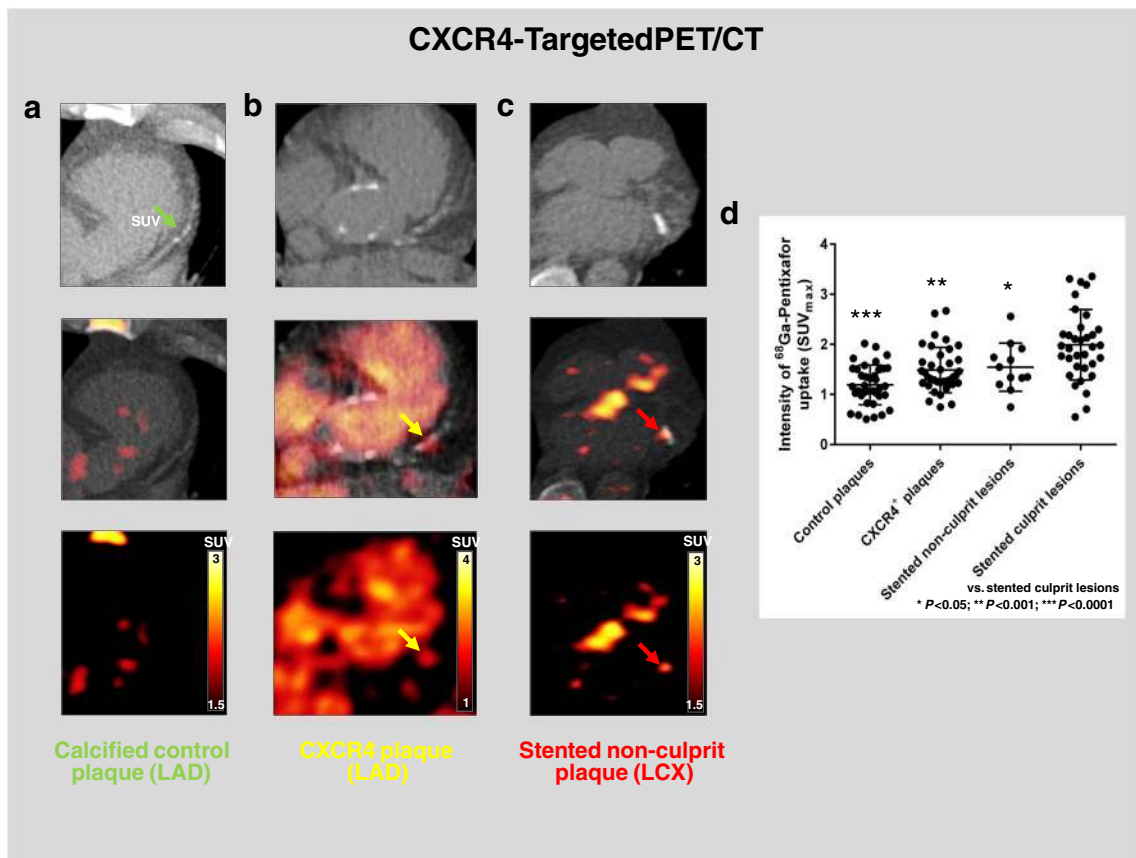 CXCR4-TargetedPET/CT
a
b
c
d
SUV
SUV
3
1.5
SUV
4
1
SUV
3
1.5
Calcified control
plaque (LAD)
CXCR4 plaque
(LAD)
Stented non-culprit
plaque (LCX)
Intensity of ⁶⁸Ga-Pentixafor
uptake (SUVmax)
4
3
2
1
0
***
**
*
Control plaques
CXCR4⁺ plaques
Stented non-culprit lesions
Stented culprit lesions
vs. stented culprit lesions
* P<0.05; ** P<0.001; *** P<0.0001